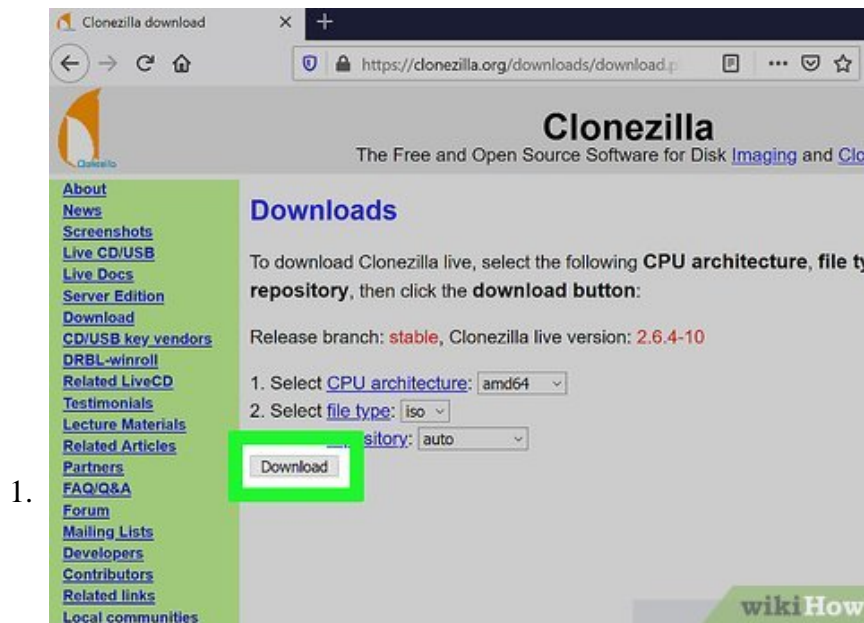 Clonezilla download
https://clonezilla.org/downloads/download.p
Clonezilla
Clonezilla
The Free and Open Source Software for Disk Imaging and Clo
About
News
Screenshots
Live CD/USB
Live Docs
Server Edition
Download
CD/USB key vendors
DRBL-winroll
Related LiveCD
Testimonials
Lecture Materials
Related Articles
Partners
FAQ/Q&A
Forum
Mailing Lists
Developers
Contributors
Related links
Local communities
Downloads
To download Clonezilla live, select the following CPU architecture, file ty
repository, then click the download button:
Release branch: stable, Clonezilla live version: 2.6.4-10
1. Select CPU architecture: amd64
2. Select file type: iso
sitory: auto
Download
1.
wikiHow